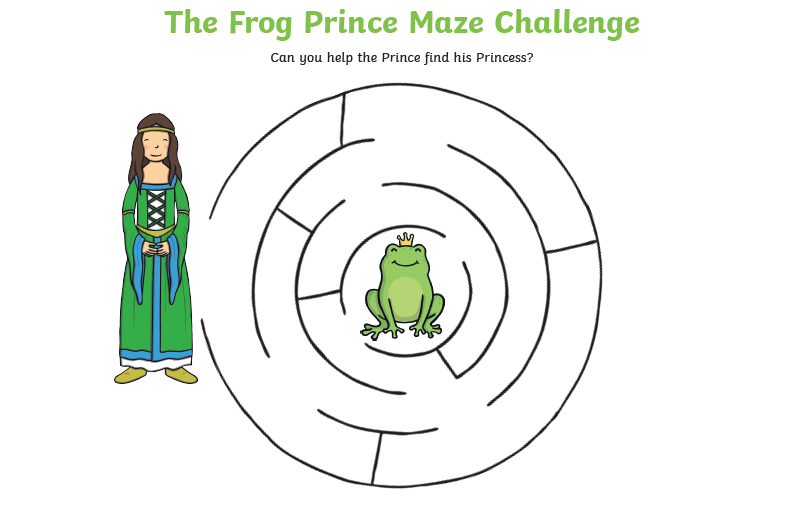 The Frog Prince Maze Challenge
Can you help the Prince find his Princess?